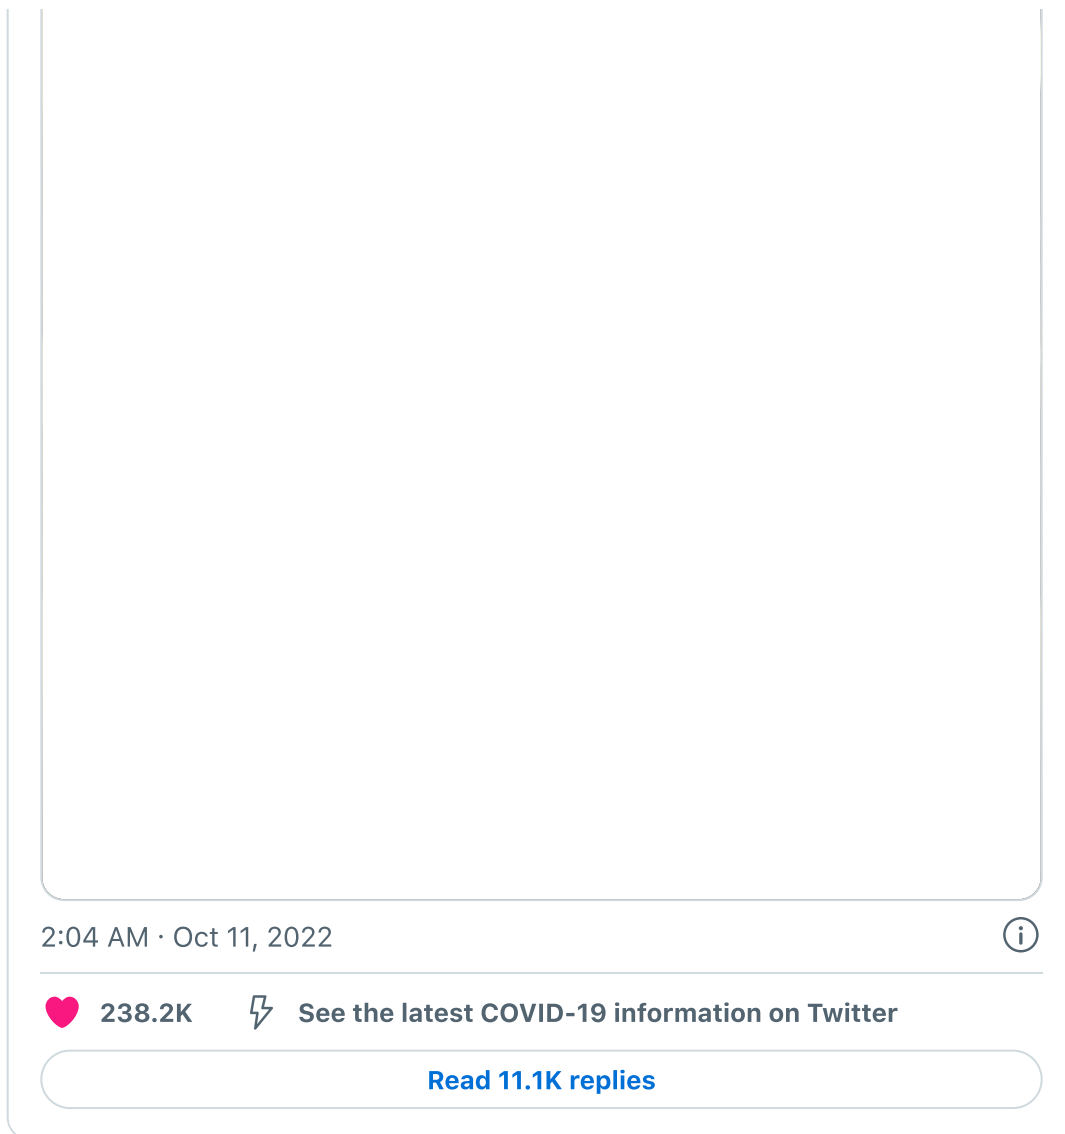 2:04 AM · Oct 11, 2022
238.2K See the latest COVID-19 information on Twitter
Read 11.1K replies